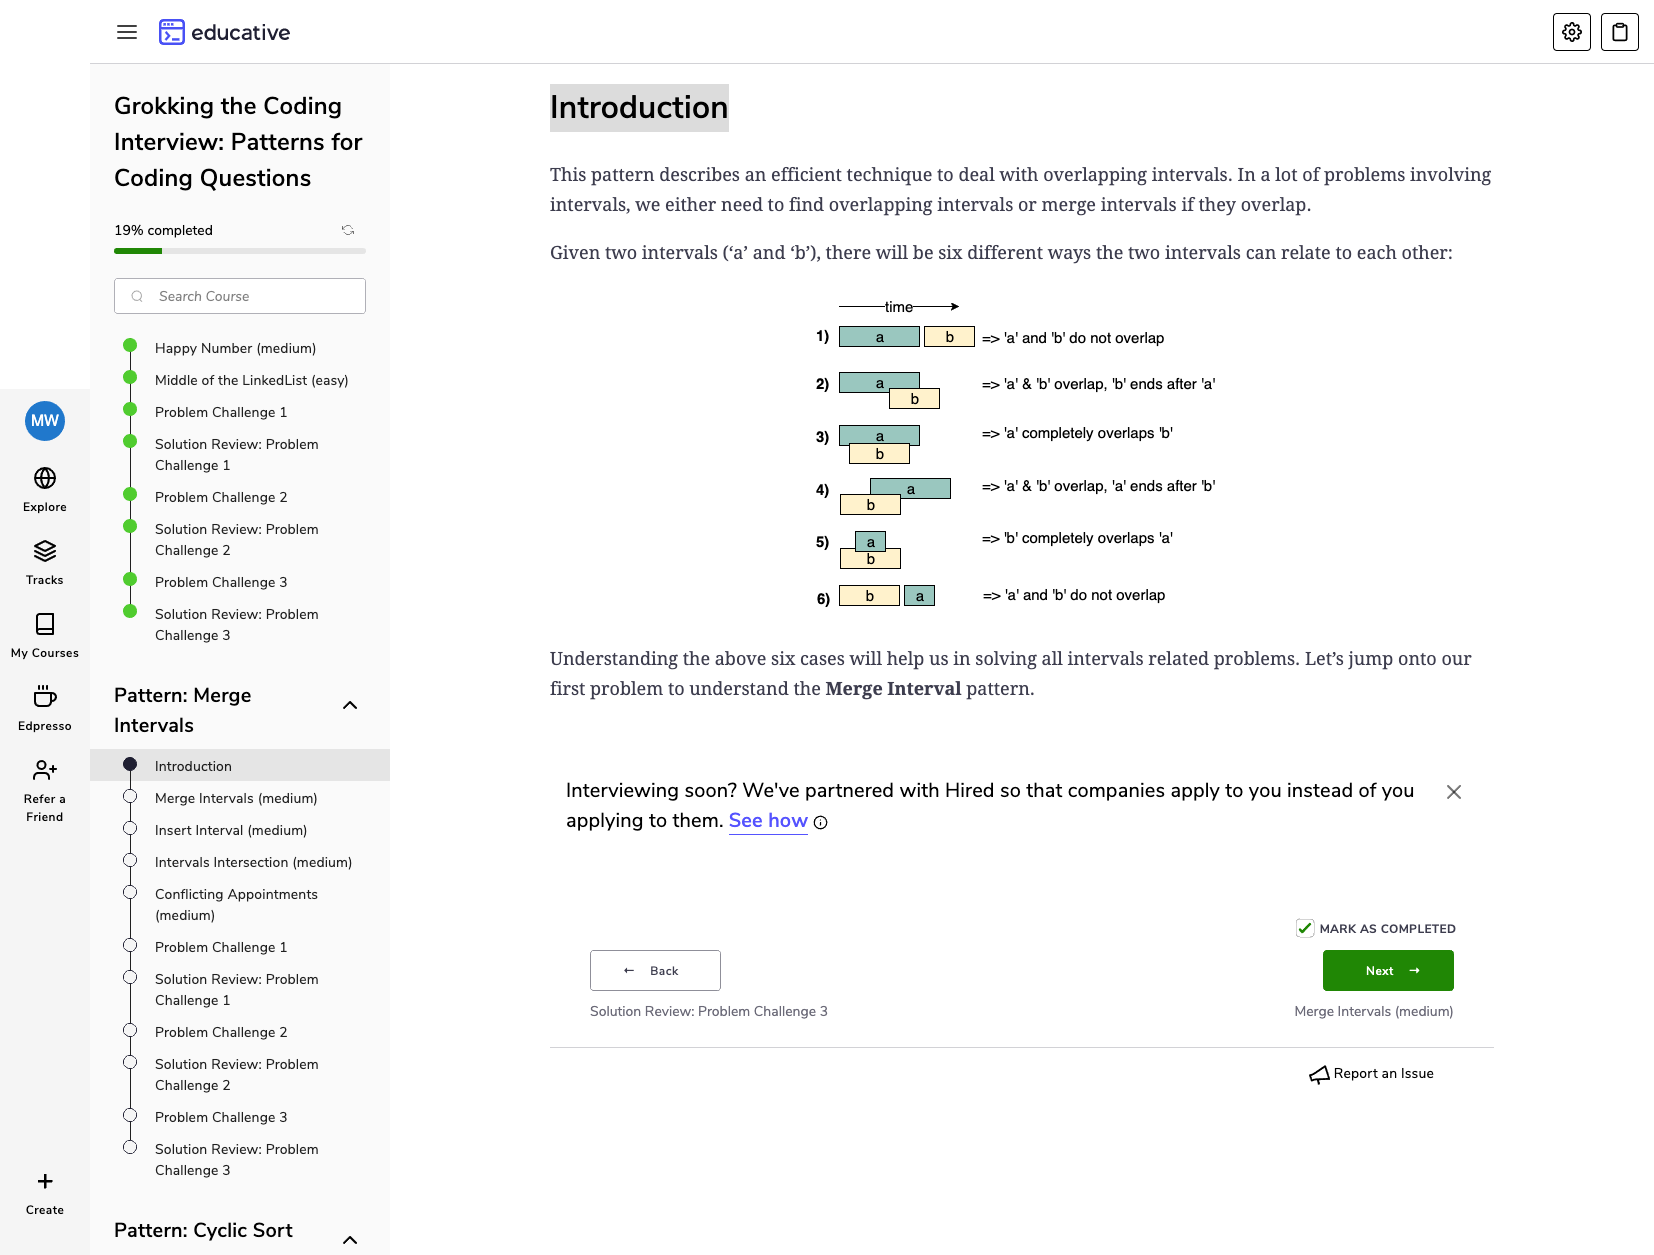 educative
Grokking the Coding
Interview: Patterns for
Coding Questions
19% completed
Search Course
Happy Number (medium)
Middle of the LinkedList (easy)
Problem Challenge 1
Solution Review: Problem
Challenge 1
Problem Challenge 2
Solution Review: Problem
Challenge 2
Problem Challenge 3
Solution Review: Problem
Challenge 3
Pattern: Merge
Intervals
Introduction
Merge Intervals (medium)
Insert Interval (medium)
Intervals Intersection (medium)
Conflicting Appointments
(medium)
Problem Challenge 1
Solution Review: Problem
Challenge 1
Problem Challenge 2
Solution Review: Problem
Challenge 2
Problem Challenge 3
Solution Review: Problem
Challenge 3
Pattern: Cyclic Sort
MW
Explore
Tracks
My Courses
Edpresso
Refer a
Friend
Create
Introduction
This pattern describes an efficient technique to deal with overlapping intervals. In a lot of problems involving
intervals, we either need to find overlapping intervals or merge intervals if they overlap.
Given two intervals (‘a’ and ‘b’), there will be six different ways the two intervals can relate to each other:
time
1) a b => 'a' and 'b' do not overlap
2) a b => 'a' & 'b' overlap, 'b' ends after 'a'
3) a b => 'a' completely overlaps 'b'
4) a b => 'a' & 'b' overlap, 'a' ends after 'b'
5) a b => 'b' completely overlaps 'a'
6) b a => 'a' and 'b' do not overlap
Understanding the above six cases will help us in solving all intervals related problems. Let’s jump onto our
first problem to understand the Merge Interval pattern.
Interviewing soon? We've partnered with Hired so that companies apply to you instead of you
applying to them. See how
MARK AS COMPLETED
← Back
Next →
Solution Review: Problem Challenge 3
Merge Intervals (medium)
Report an Issue